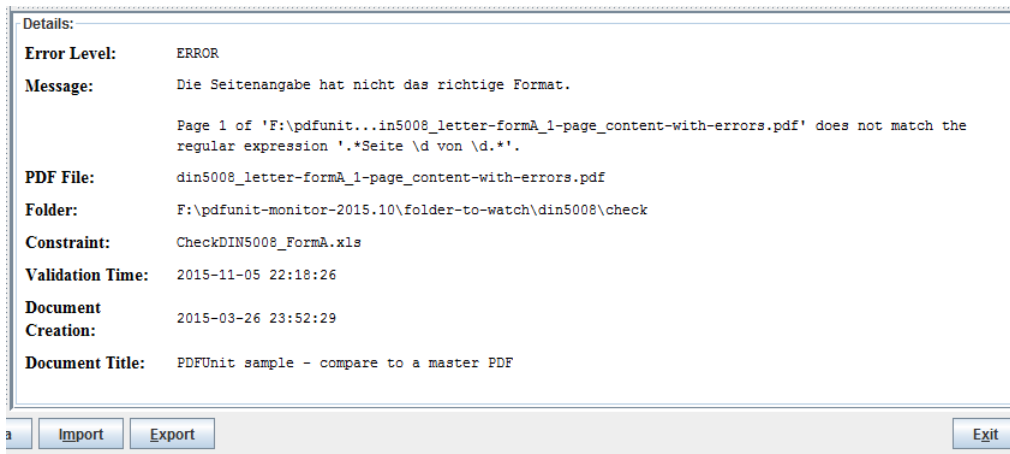 Details:
Error Level: ERROR
Message: Die Seitenangabe hat nicht das richtige Format.
Page 1 of 'F:\pdfunit...in5008_letter-formA_1-page_content-with-errors.pdf' does not match the
regular expression '.*Seite \d von \d.*'.
PDF File: din5008_letter-formA_1-page_content-with-errors.pdf
Folder: F:\pdfunit-monitor-2015.10\folder-to-watch\din5008\check
Constraint: CheckDIN5008_FormA.xls
Validation Time: 2015-11-05 22:18:26
Document
Creation: 2015-03-26 23:52:29
Document Title: PDFUnit sample - compare to a master PDF
a Import Export Exit